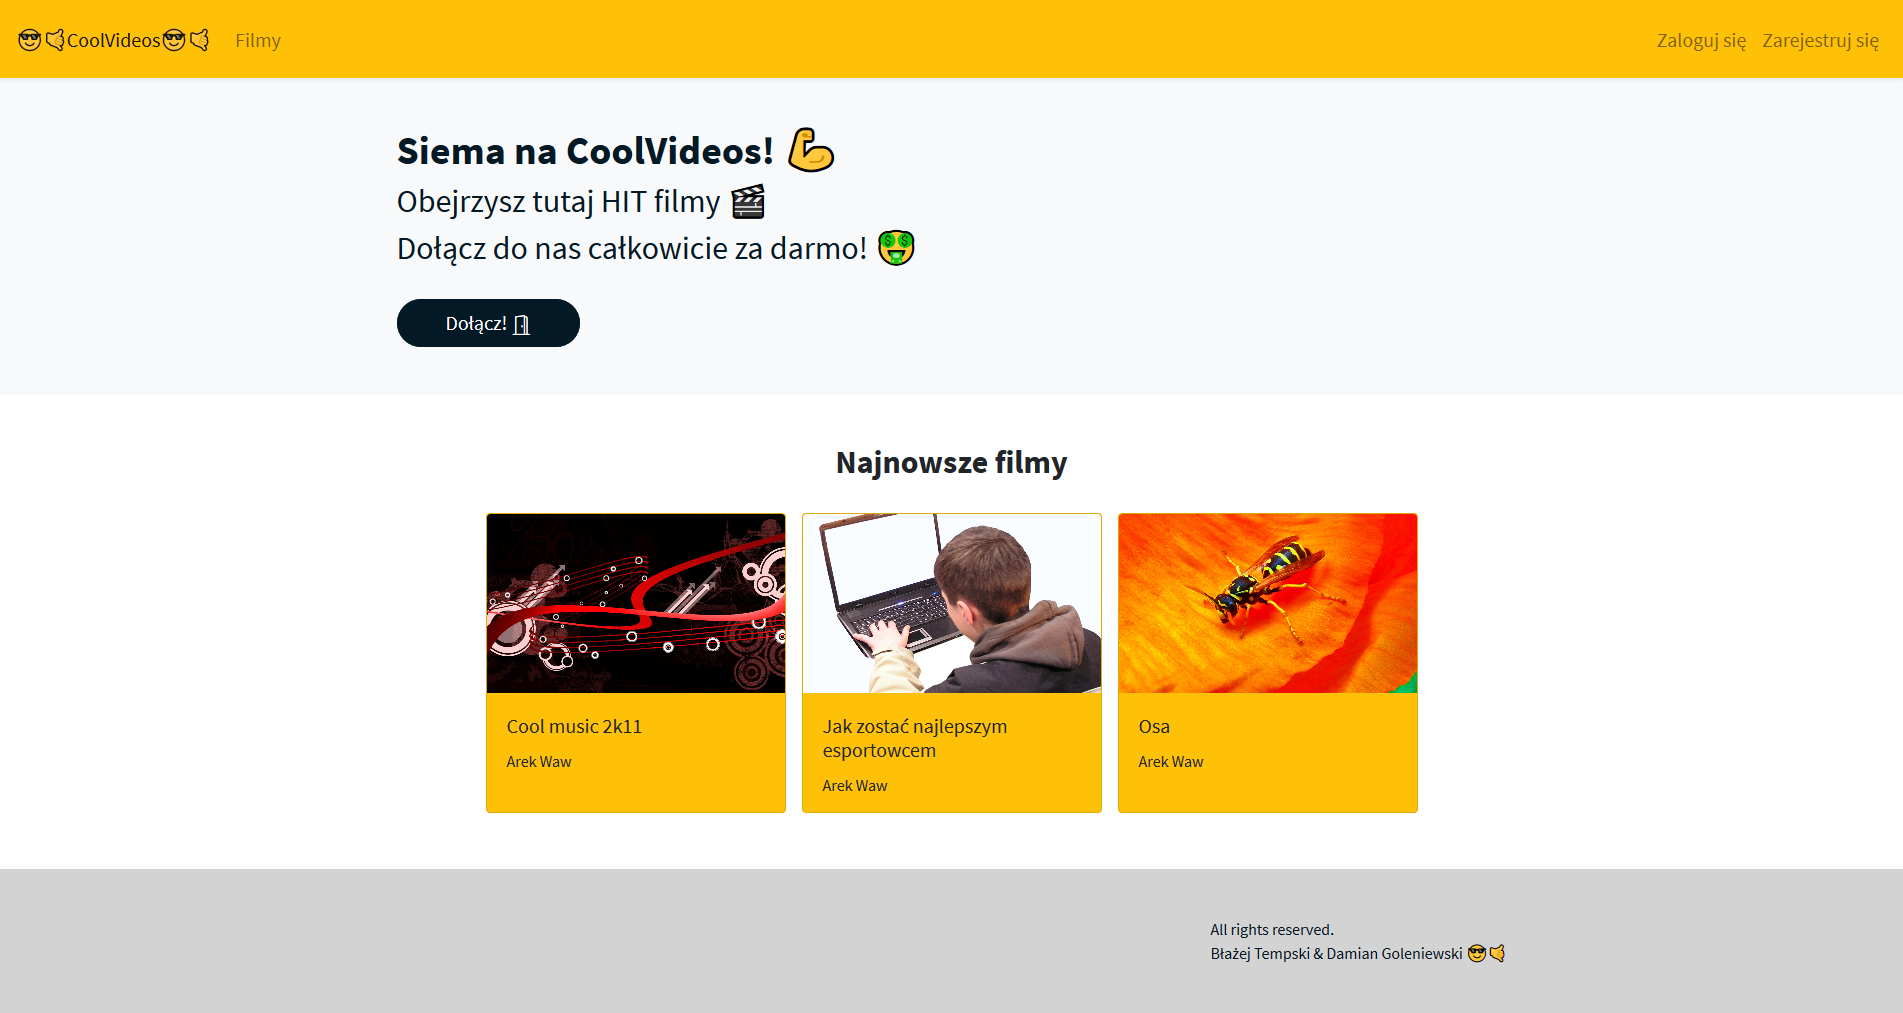 😎🤙CoolVideos😎🤙 Filmy Zaloguj się Zarejestruj się
Siema na CoolVideos! 💪
Obejrzysz tutaj HIT filmy 🎬
Dołącz do nas całkowicie za darmo! 🤑
Dołącz! 🚪
Najnowsze filmy
Cool music 2k11
Arek Waw
Jak zostać najlepszym
esportowcem
Arek Waw
Osa
Arek Waw
All rights reserved.
Błażej Tempski & Damian Goleniewski 😎🤙